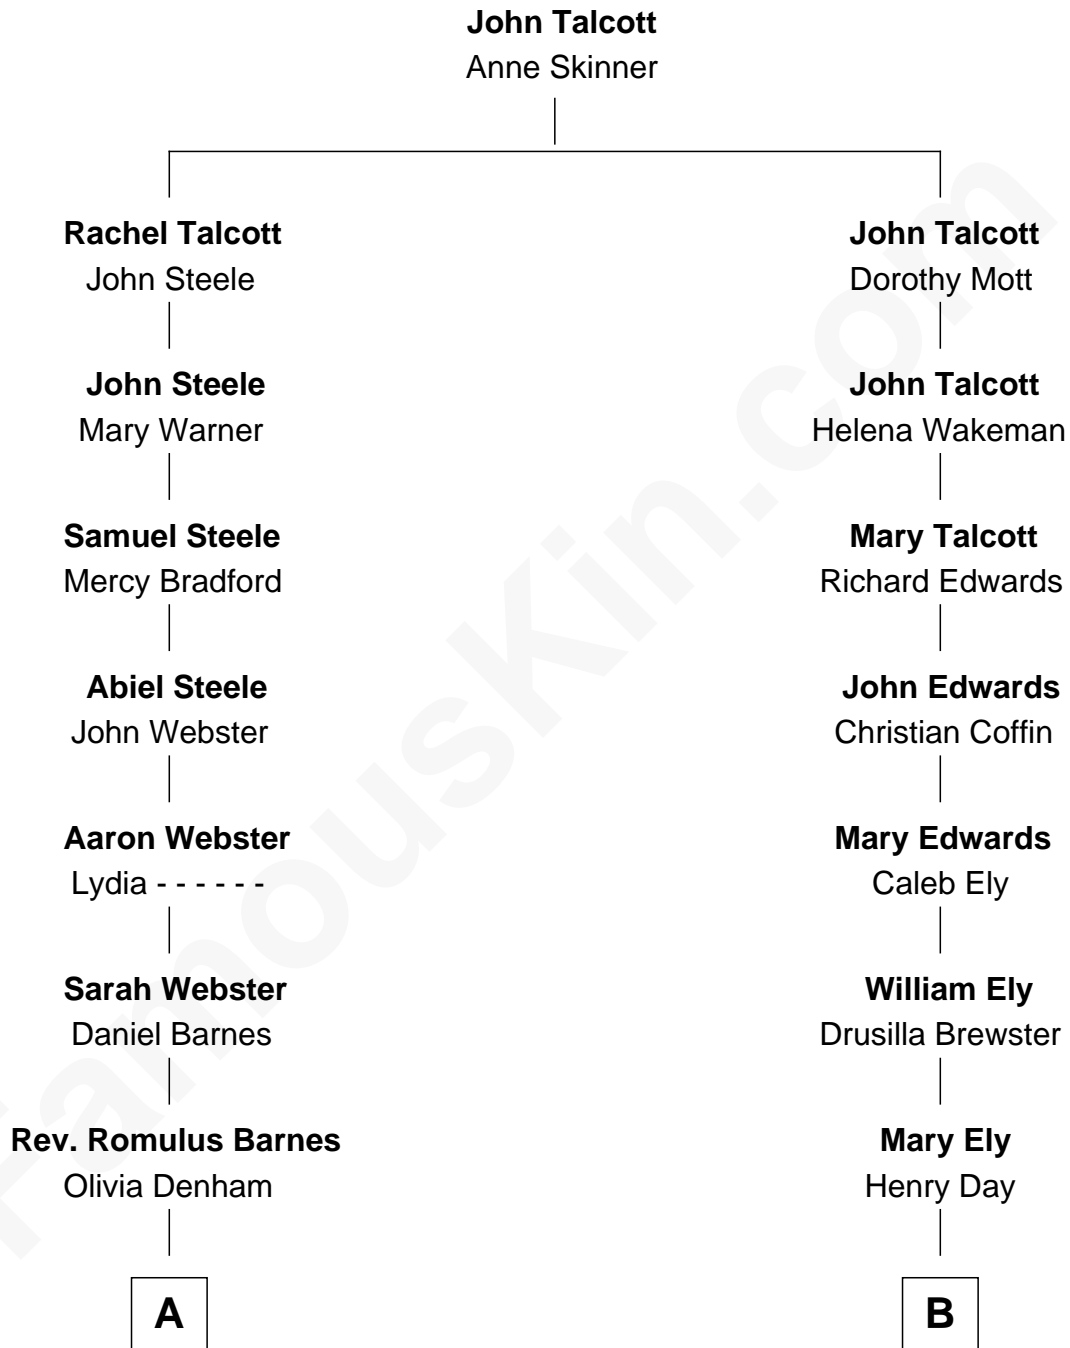 John Talcott
Anne Skinner
Rachel Talcott
John Steele
John Talcott
Dorothy Mott
John Steele
Mary Warner
John Talcott
Helena Wakeman
Samuel Steele
Mercy Bradford
Mary Talcott
Richard Edwards
Abiel Steele
John Webster
John Edwards
Christian Coffin
Aaron Webster
Lydia - - - - - -
Mary Edwards
Caleb Ely
Sarah Webster
Daniel Barnes
William Ely
Drusilla Brewster
Rev. Romulus Barnes
Olivia Denham
Mary Ely
Henry Day
A
B
FamousKin.com